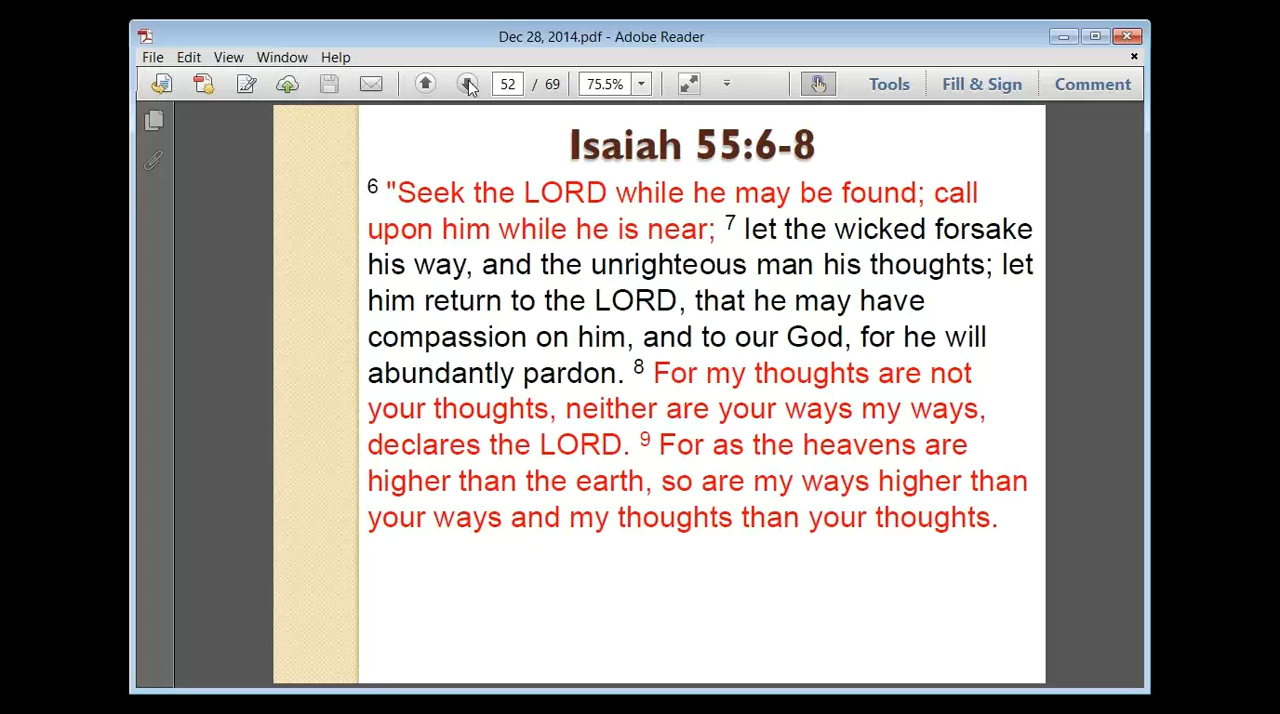 Dec 28, 2014.pdf - Adobe Reader
File Edit View Window Help
52 / 69 75.5% Tools Fill & Sign Comment
Isaiah 55:6-8
6 "Seek the LORD while he may be found; call
upon him while he is near; 7 let the wicked forsake
his way, and the unrighteous man his thoughts; let
him return to the LORD, that he may have
compassion on him, and to our God, for he will
abundantly pardon. 8 For my thoughts are not
your thoughts, neither are your ways my ways,
declares the LORD. 9 For as the heavens are
higher than the earth, so are my ways higher than
your ways and my thoughts than your thoughts.